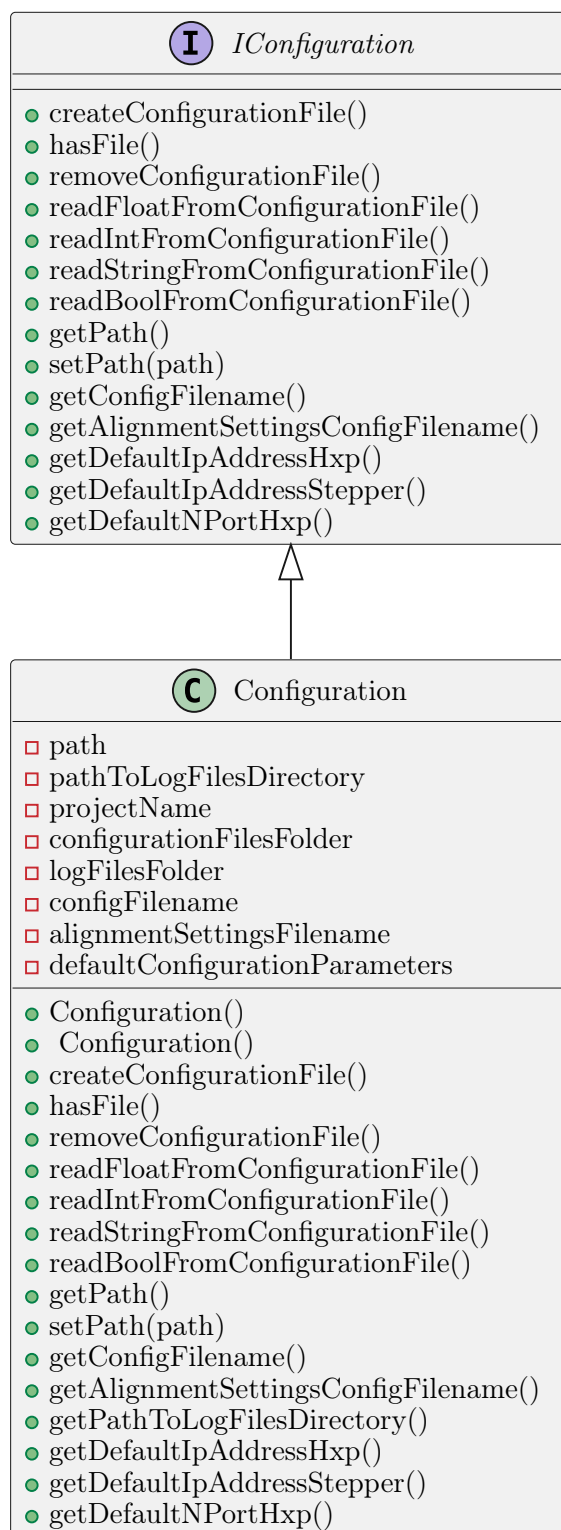 I IConfiguration
createConfigurationFile()
hasFile()
removeConfigurationFile()
readFloatFromConfigurationFile()
readIntFromConfigurationFile()
readStringFromConfigurationFile()
readBoolFromConfigurationFile()
getPath()
setPath(path)
getConfigFilename()
getAlignmentSettingsConfigFilename()
getDefaultIpAddressHxp()
getDefaultIpAddressStepper()
getDefaultNPortHxp()
C Configuration
path
pathToLogFilesDirectory
projectName
configurationFilesFolder
logFilesFolder
configFilename
alignmentSettingsFilename
defaultConfigurationParameters
Configuration()
Configuration()
createConfigurationFile()
hasFile()
removeConfigurationFile()
readFloatFromConfigurationFile()
readIntFromConfigurationFile()
readStringFromConfigurationFile()
readBoolFromConfigurationFile()
getPath()
setPath(path)
getConfigFilename()
getAlignmentSettingsConfigFilename()
getPathToLogFilesDirectory()
getDefaultIpAddressHxp()
getDefaultIpAddressStepper()
getDefaultNPortHxp()